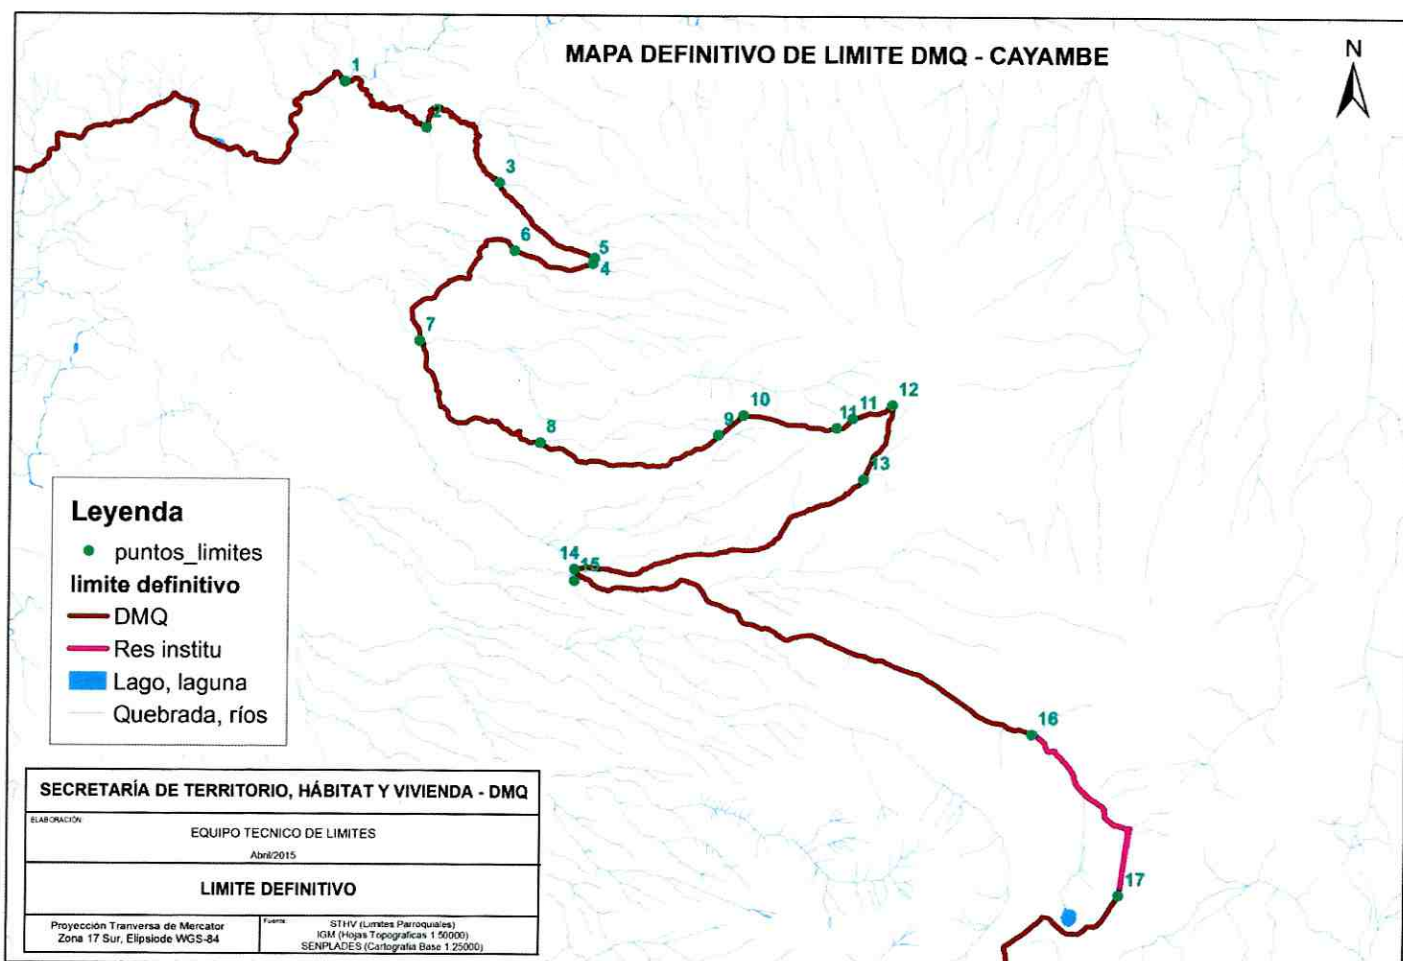 MAPA DEFINITIVO DE LIMITE DMQ - CAYAMBE
N
1
2
3
5
4
6
7
8
9
10
11
11
12
13
14
15
16
17
Leyenda
puntos_limites
limite definitivo
DMQ
Res institu
Lago, laguna
Quebrada, ríos
SECRETARÍA DE TERRITORIO, HÁBITAT Y VIVIENDA - DMQ
ELABORACIÓN
EQUIPO TECNICO DE LIMITES
Abril/2015
LIMITE DEFINITIVO
Proyección Tranversa de Mercator
Zona 17 Sur, Elipsiode WGS-84
Fuente
STHV (Limites Parroquiales)
IGM (Hojas Topograficas 1:50000)
SENPLADES (Cartografia Base 1:25000)